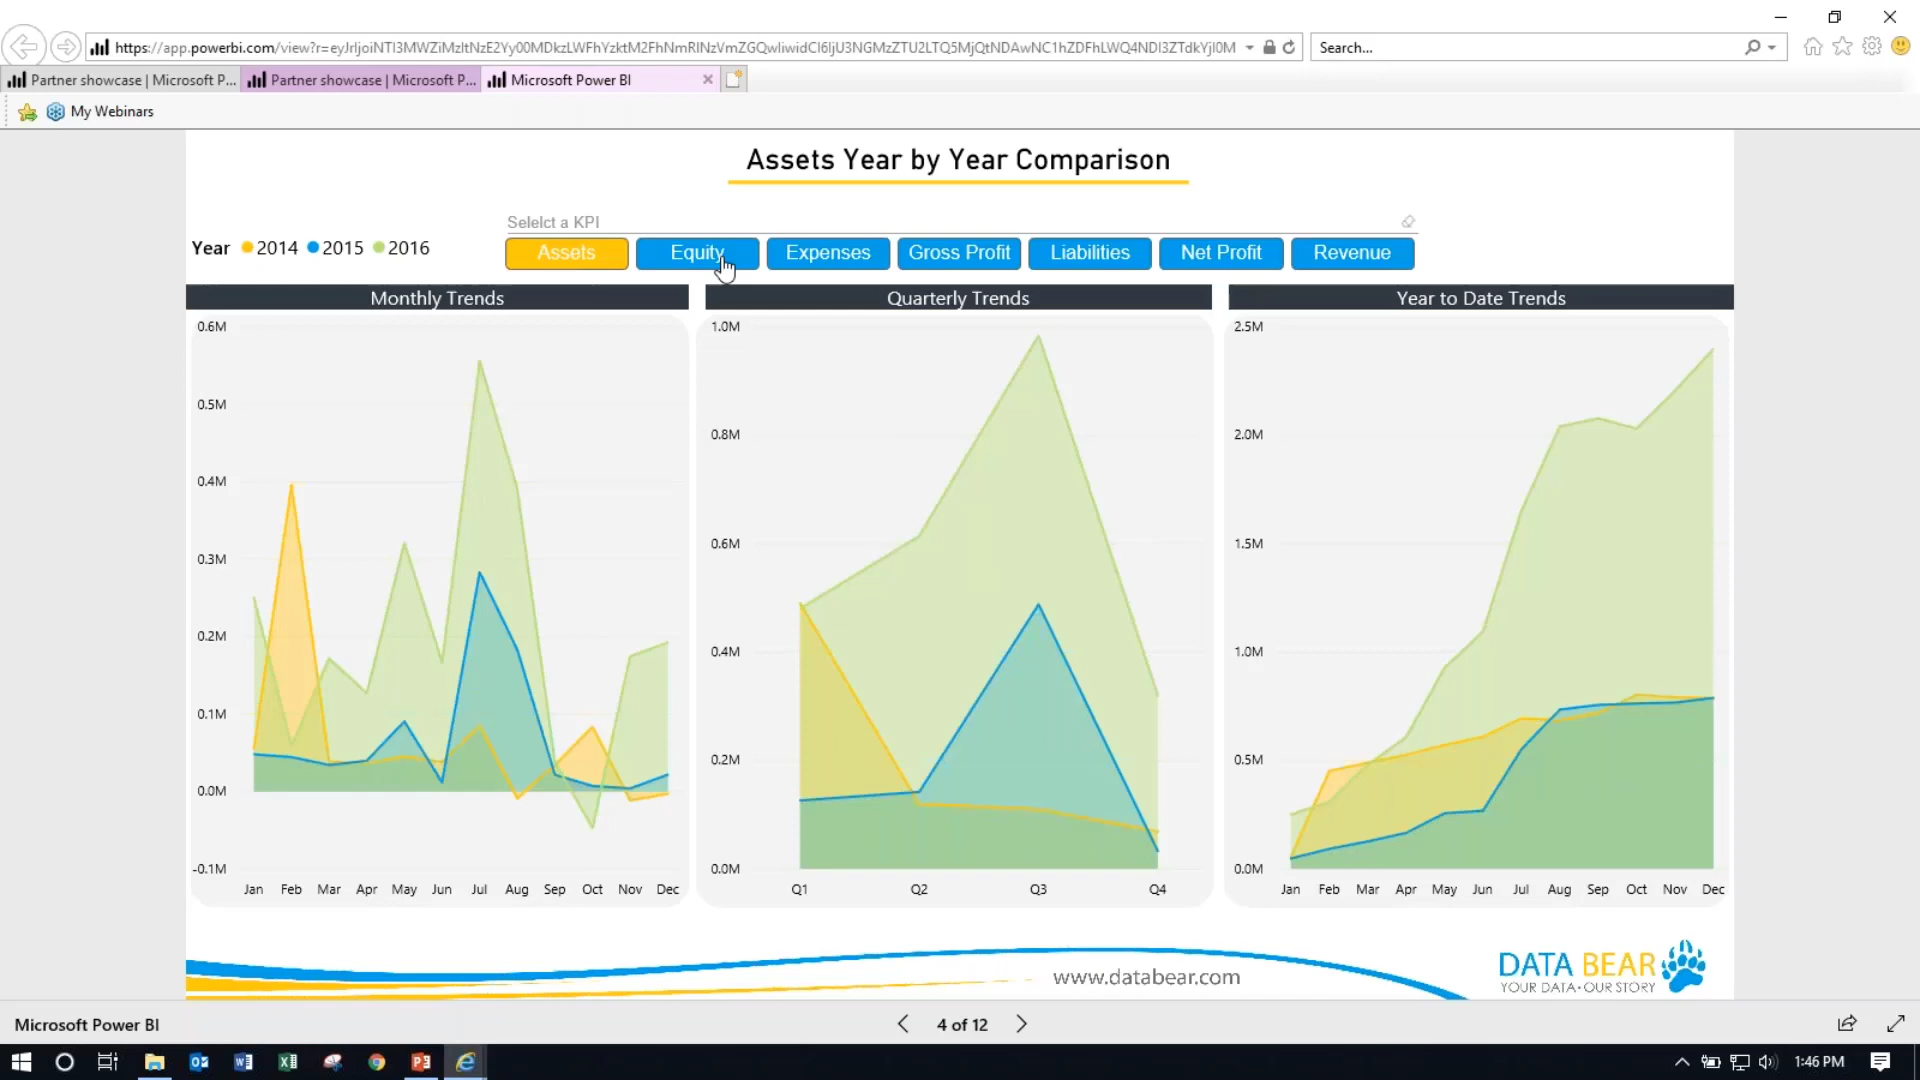 https://app.powerbi.com/view?r=
Search...
Partner showcase | Microsoft P...
Partner showcase | Microsoft P...
Microsoft Power BI
My Webinars
Assets Year by Year Comparison
Selelct a KPI
Year 2014 2015 2016
Assets Equity Expenses Gross Profit Liabilities Net Profit Revenue
Monthly Trends
0.6M
0.5M
0.4M
0.3M
0.2M
0.1M
0.0M
-0.1M
Jan Feb Mar Apr May Jun Jul Aug Sep Oct Nov Dec
Quarterly Trends
1.0M
0.8M
0.6M
0.4M
0.2M
0.0M
Q1 Q2 Q3 Q4
Year to Date Trends
2.5M
2.0M
1.5M
1.0M
0.5M
0.0M
Jan Feb Mar Apr May Jun Jul Aug Sep Oct Nov Dec
www.databear.com
DATA BEAR
YOUR DATA•OUR STORY
Microsoft Power BI
4 of 12
1:46 PM